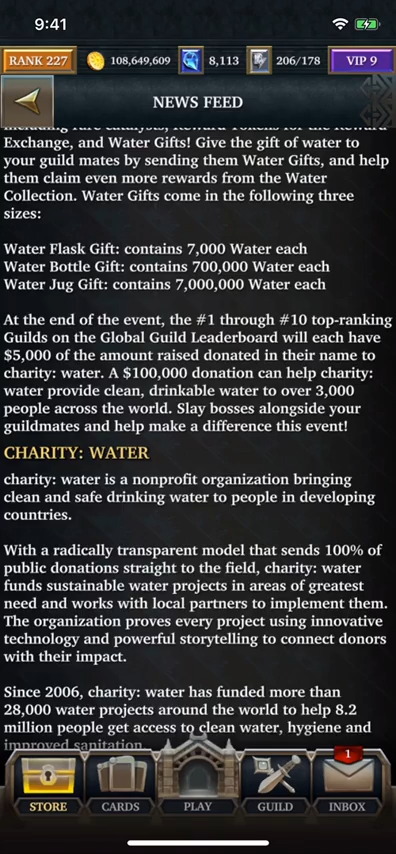 9:41
RANK 227
108,649,609
8,113
206/178
VIP 9
NEWS FEED
including rare catalysts, Reward Tokens for the Reward
Exchange, and Water Gifts! Give the gift of water to
your guild mates by sending them Water Gifts, and help
them claim even more rewards from the Water
Collection. Water Gifts come in the following three
sizes:
Water Flask Gift: contains 7,000 Water each
Water Bottle Gift: contains 700,000 Water each
Water Jug Gift: contains 7,000,000 Water each
At the end of the event, the #1 through #10 top-ranking
Guilds on the Global Guild Leaderboard will each have
$5,000 of the amount raised donated in their name to
charity: water. A $100,000 donation can help charity:
water provide clean, drinkable water to over 3,000
people across the world. Slay bosses alongside your
guildmates and help make a difference this event!
CHARITY: WATER
charity: water is a nonprofit organization bringing
clean and safe drinking water to people in developing
countries.
With a radically transparent model that sends 100% of
public donations straight to the field, charity: water
funds sustainable water projects in areas of greatest
need and works with local partners to implement them.
The organization proves every project using innovative
technology and powerful storytelling to connect donors
with their impact.
Since 2006, charity: water has funded more than
28,000 water projects around the world to help 8.2
million people get access to clean water, hygiene and
improved sanitation
1
STORE
CARDS
PLAY
GUILD
INBOX